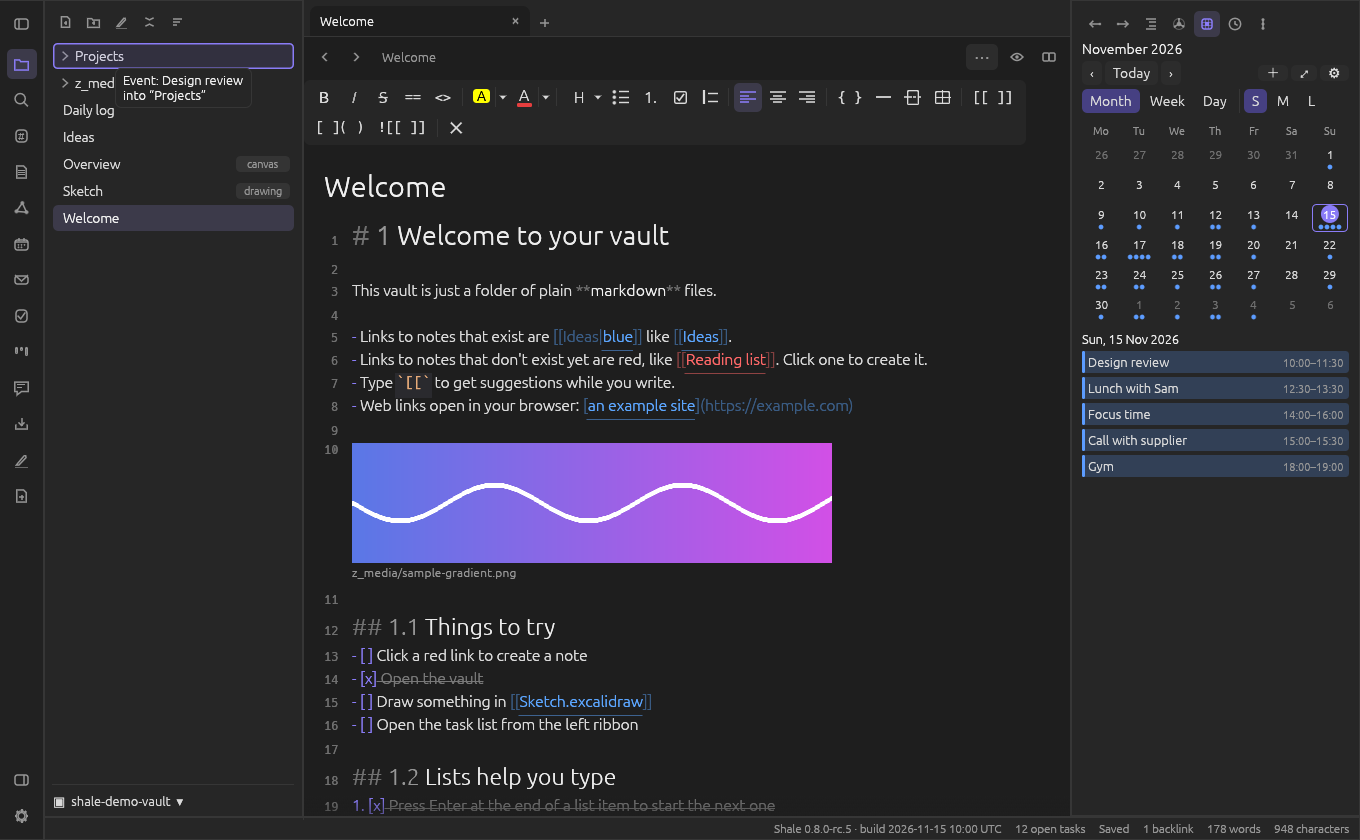 Projects
z_med
Event: Design review
into “Projects”
Daily log
Ideas
Overview canvas
Sketch drawing
Welcome
shale-demo-vault ▾
Welcome ×
+
Welcome
...
B I S == <> A A H 1. { } — [[ ]]
[ ]( ) ![[ ]] ✕
Welcome
1 # 1 Welcome to your vault
2
3 This vault is just a folder of plain **markdown** files.
4
5 - Links to notes that exist are [[Ideas|blue]] like [[Ideas]].
6 - Links to notes that don't exist yet are red, like [[Reading list]]. Click one to create it.
7 - Type `[[` to get suggestions while you write.
8 - Web links open in your browser: [an example site](https://example.com)
9
10
z_media/sample-gradient.png
11
12 ## 1.1 Things to try
13 - [ ] Click a red link to create a note
14 - [x] Open the vault
15 - [ ] Draw something in [[Sketch.excalidraw]]
16 - [ ] Open the task list from the left ribbon
17
18 ## 1.2 Lists help you type
19 1. [x] Press Enter at the end of a list item to start the next one
November 2026
‹ Today › +
Month Week Day S M L
Mo Tu We Th Fr Sa Su
26 27 28 29 30 31 1
2 3 4 5 6 7 8
9 10 11 12 13 14 15
16 17 18 19 20 21 22
23 24 25 26 27 28 29
30 1 2 3 4 5 6
Sun, 15 Nov 2026
Design review 10:00–11:30
Lunch with Sam 12:30–13:30
Focus time 14:00–16:00
Call with supplier 15:00–15:30
Gym 18:00–19:00
Shale 0.8.0-rc.5 · build 2026-11-15 10:00 UTC 12 open tasks Saved 1 backlink 178 words 948 characters